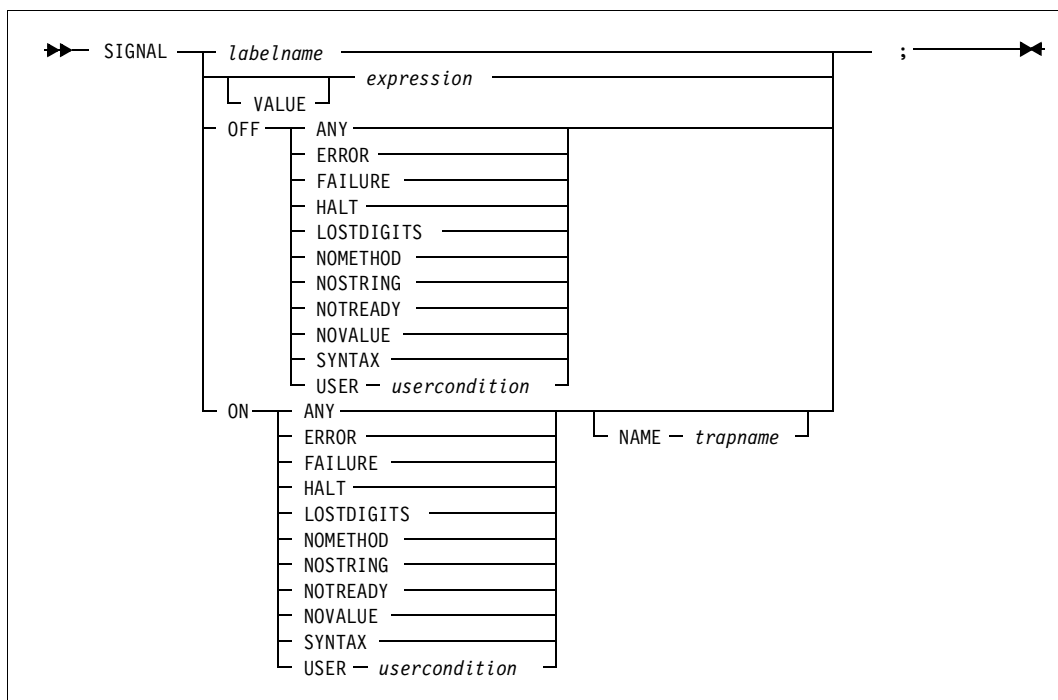 SIGNAL labelname ;
expression
VALUE
OFF ANY
ERROR
FAILURE
HALT
LOSTDIGITS
NOMETHOD
NOSTRING
NOTREADY
NOVALUE
SYNTAX
USER usercondition
ON ANY
NAME trapname
ERROR
FAILURE
HALT
LOSTDIGITS
NOMETHOD
NOSTRING
NOTREADY
NOVALUE
SYNTAX
USER usercondition